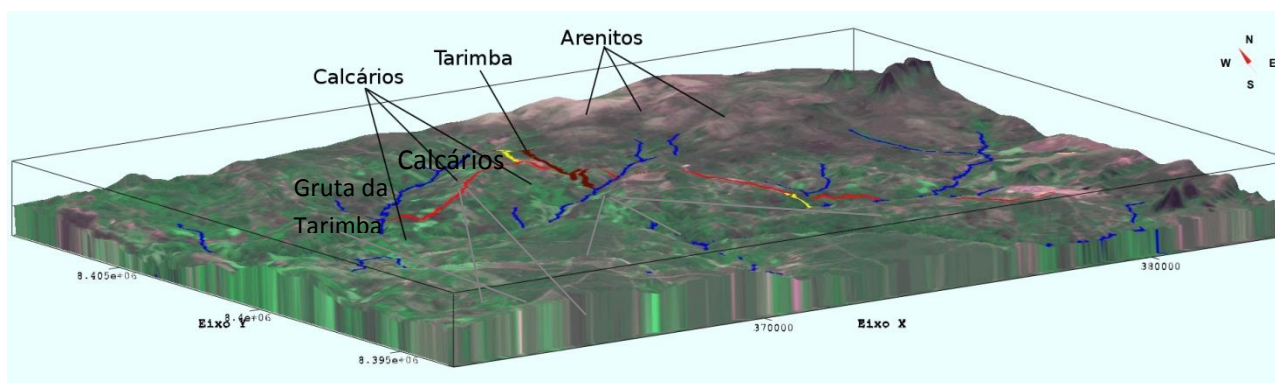 Arenitos
Tarimba
Calcários
Calcários
Gruta da
Tarimba
N
W E
S
8.405e+06
8.4e+06
Eixo Y
8.395e+06
370000
Eixo X
380000